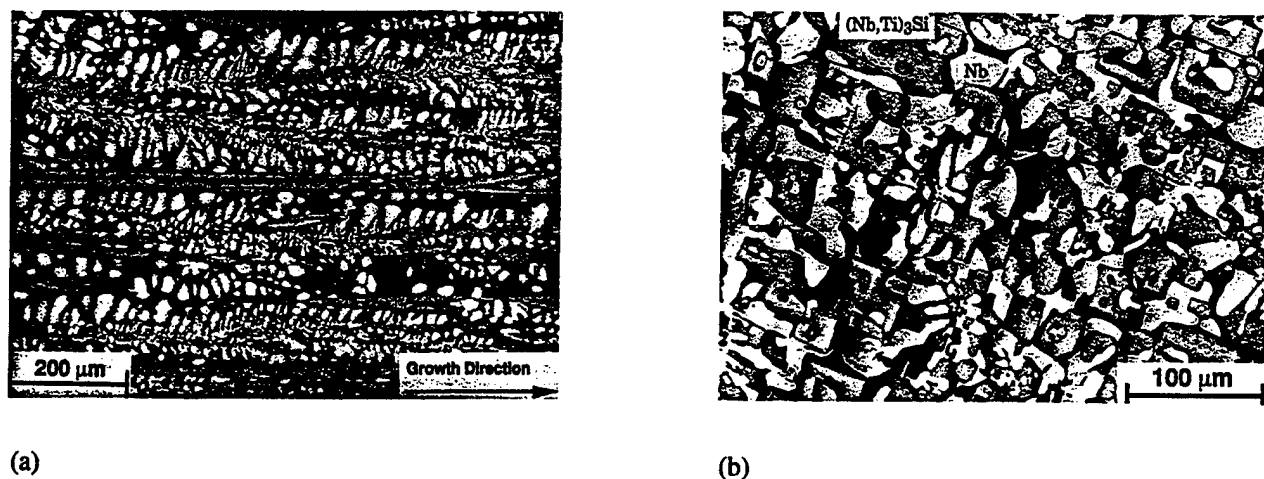 200 μm
Growth Direction
(a)
(Nb,Ti)₃Si
Nb
100 μm
(b)